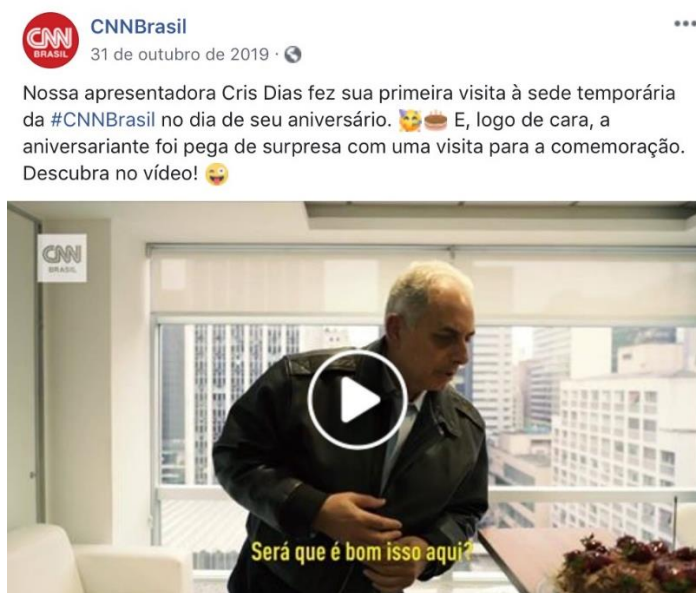 CNN
BRASIL
CNNBrasil
31 de outubro de 2019 ·
Nossa apresentadora Cris Dias fez sua primeira visita à sede temporária
da #CNNBrasil no dia de seu aniversário. 🥳🎂 E, logo de cara, a
aniversariante foi pega de surpresa com uma visita para a comemoração.
Descubra no vídeo! 😜
CNN
BRASIL
Será que é bom isso aqui?